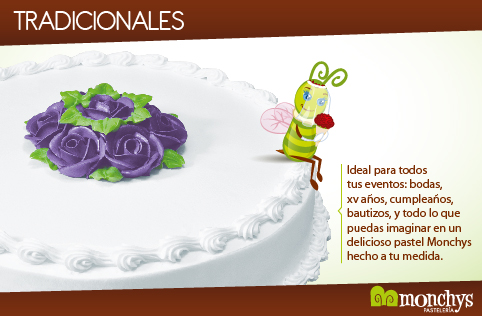 TRADICIONALES
Ideal para todos
tus eventos: bodas,
xv años, cumpleaños,
bautizos, y todo lo que
puedas imaginar en un
delicioso pastel Monchys
hecho a tu medida.
monchys
PASTELERÍA